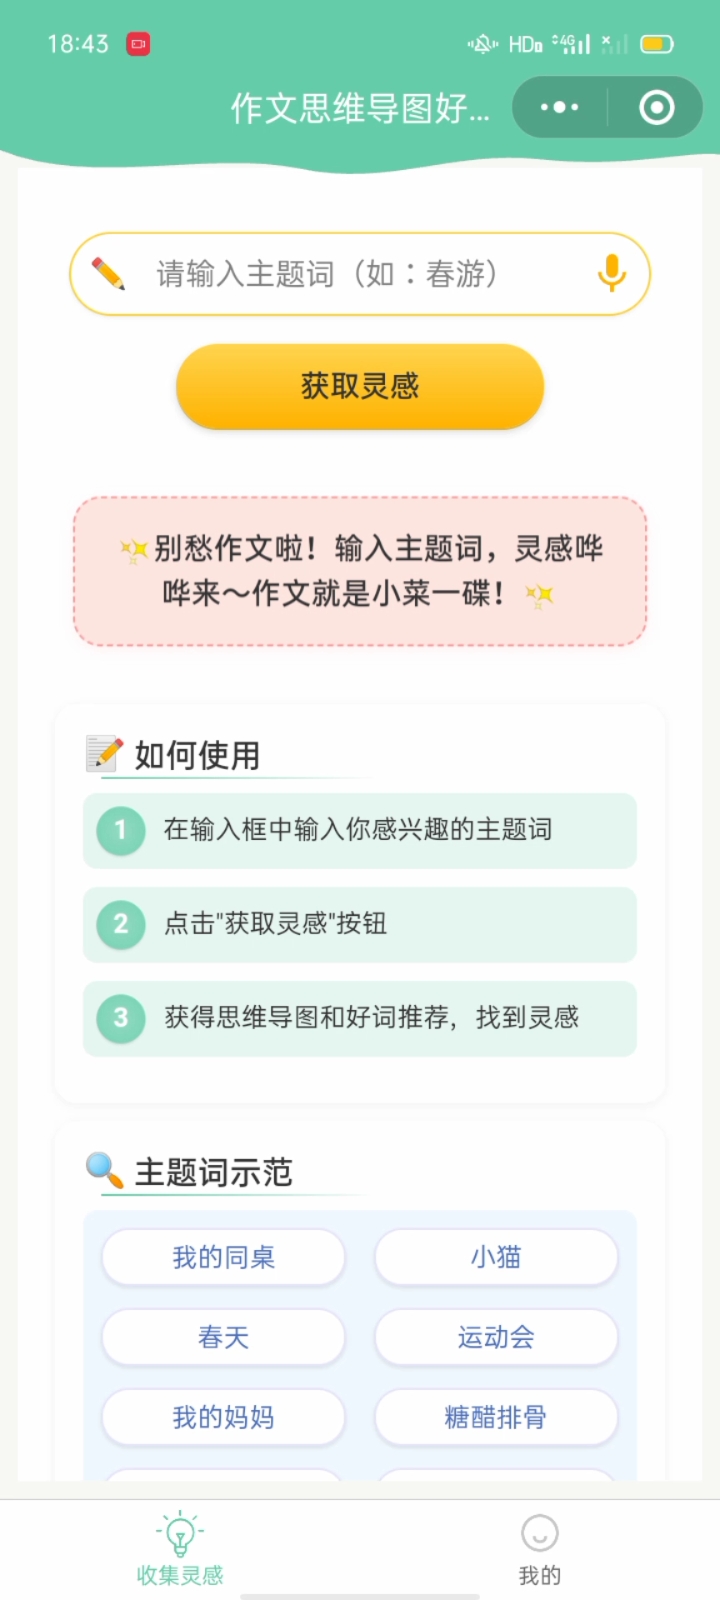 18:43
HD 4G
作文思维导图好...
请输入主题词（如：春游）
获取灵感
✨别愁作文啦！输入主题词，灵感哗
哗来～作文就是小菜一碟！✨
如何使用
1 在输入框中输入你感兴趣的主题词
2 点击"获取灵感"按钮
3 获得思维导图和好词推荐，找到灵感
主题词示范
我的同桌 小猫
春天 运动会
我的妈妈 糖醋排骨
收集灵感 我的